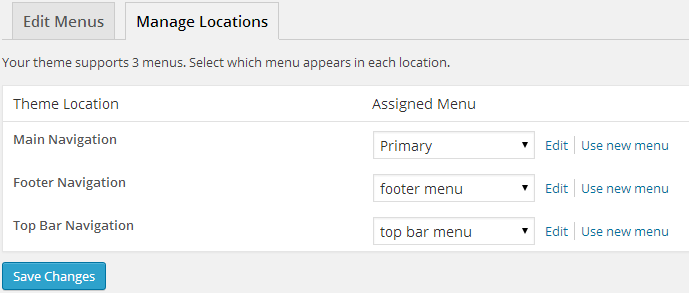 Edit Menus Manage Locations
Your theme supports 3 menus. Select which menu appears in each location.
Theme Location Assigned Menu
Main Navigation Primary Edit Use new menu
Footer Navigation footer menu Edit Use new menu
Top Bar Navigation top bar menu Edit Use new menu
Save Changes